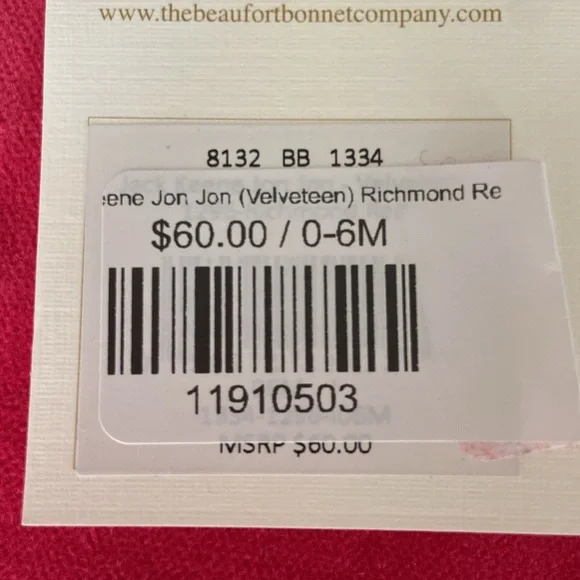 www.thebeaufortbonnetcompany.com
8132 BB 1334
ene Jon Jon (Velveteen) Richmond Re
$60.00 / 0-6M
11910503
MSRP $60.00